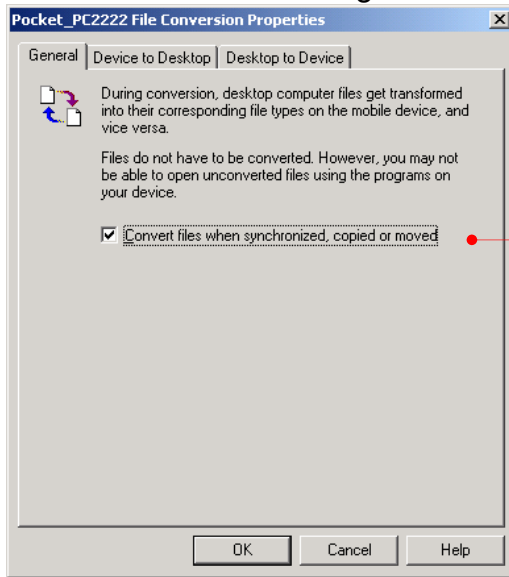 Pocket_PC2222 File Conversion Properties
General Device to Desktop Desktop to Device
During conversion, desktop computer files get transformed
into their corresponding file types on the mobile device, and
vice versa.
Files do not have to be converted. However, you may not
be able to open unconverted files using the programs on
your device.
Convert files when synchronized, copied or moved
OK Cancel Help